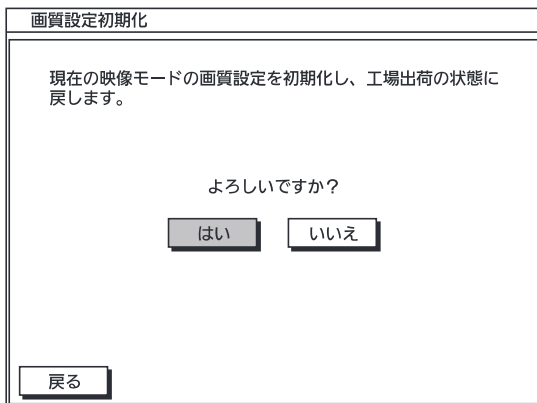 画質設定初期化
現在の映像モードの画質設定を初期化し、工場出荷の状態に
戻します。
よろしいですか？
はい
いいえ
戻る